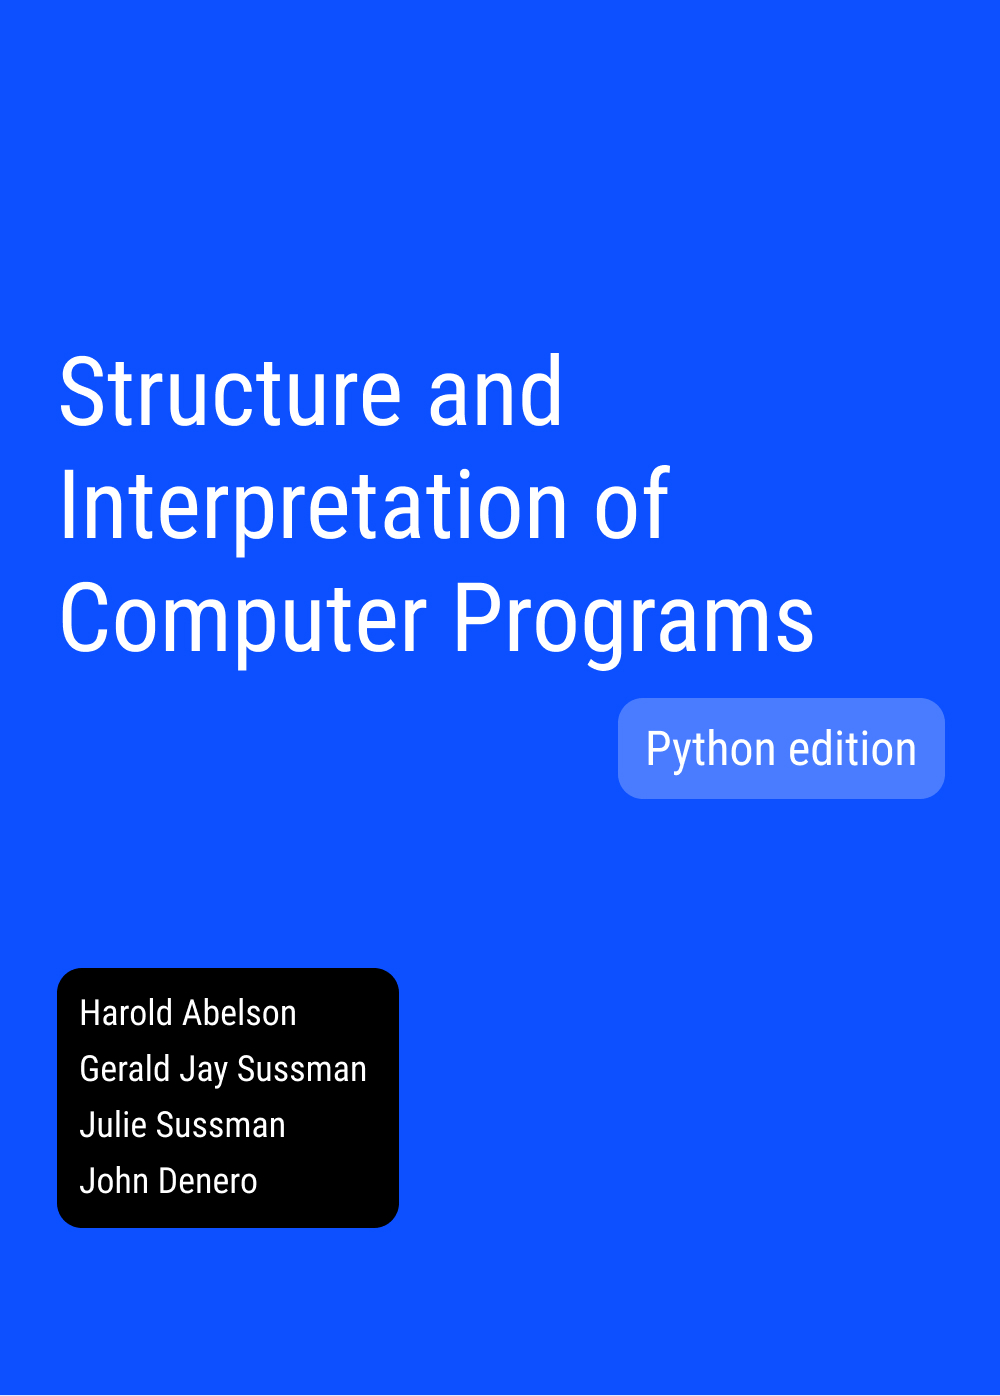 Structure and
Interpretation of
Computer Programs
Python edition
Harold Abelson
Gerald Jay Sussman
Julie Sussman
John Denero